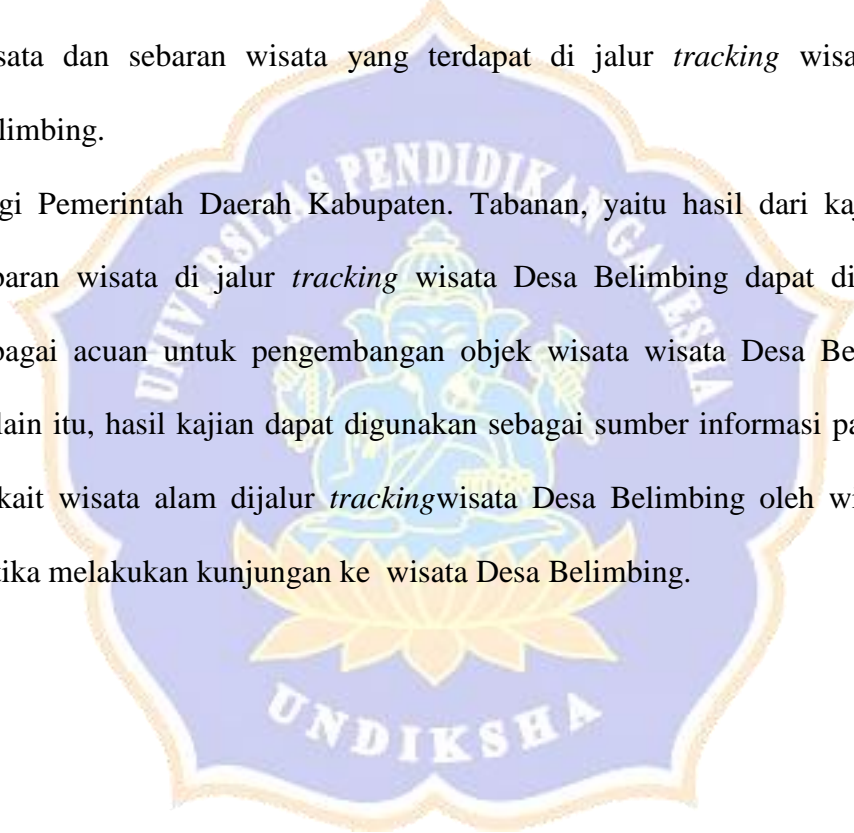 sata dan sebaran wisata yang terdapat di jalur tracking wisa
limbing.
gi Pemerintah Daerah Kabupaten. Tabanan, yaitu hasil dari kaj
baran wisata di jalur tracking wisata Desa Belimbing dapat di
bagai acuan untuk pengembangan objek wisata wisata Desa Be
lain itu, hasil kajian dapat digunakan sebagai sumber informasi pa
kait wisata alam dijalur trackingwisata Desa Belimbing oleh wi
tika melakukan kunjungan ke wisata Desa Belimbing.
UNIVERSITAS PENDIDIKAN GANESHA
UNDIKSHA